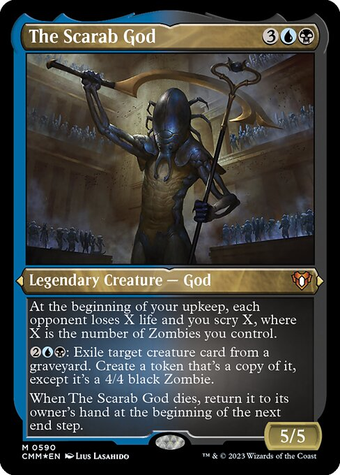 The Scarab God 3
Legendary Creature — God
At the beginning of your upkeep, each
opponent loses X life and you scry X, where
X is the number of Zombies you control.
2: Exile target creature card from a
graveyard. Create a token that's a copy of it,
except it's a 4/4 black Zombie.
When The Scarab God dies, return it to its
owner's hand at the beginning of the next
end step.
5/5
M 0590
CMM★EN Lius Lasahido
™ & © 2023 Wizards of the Coast